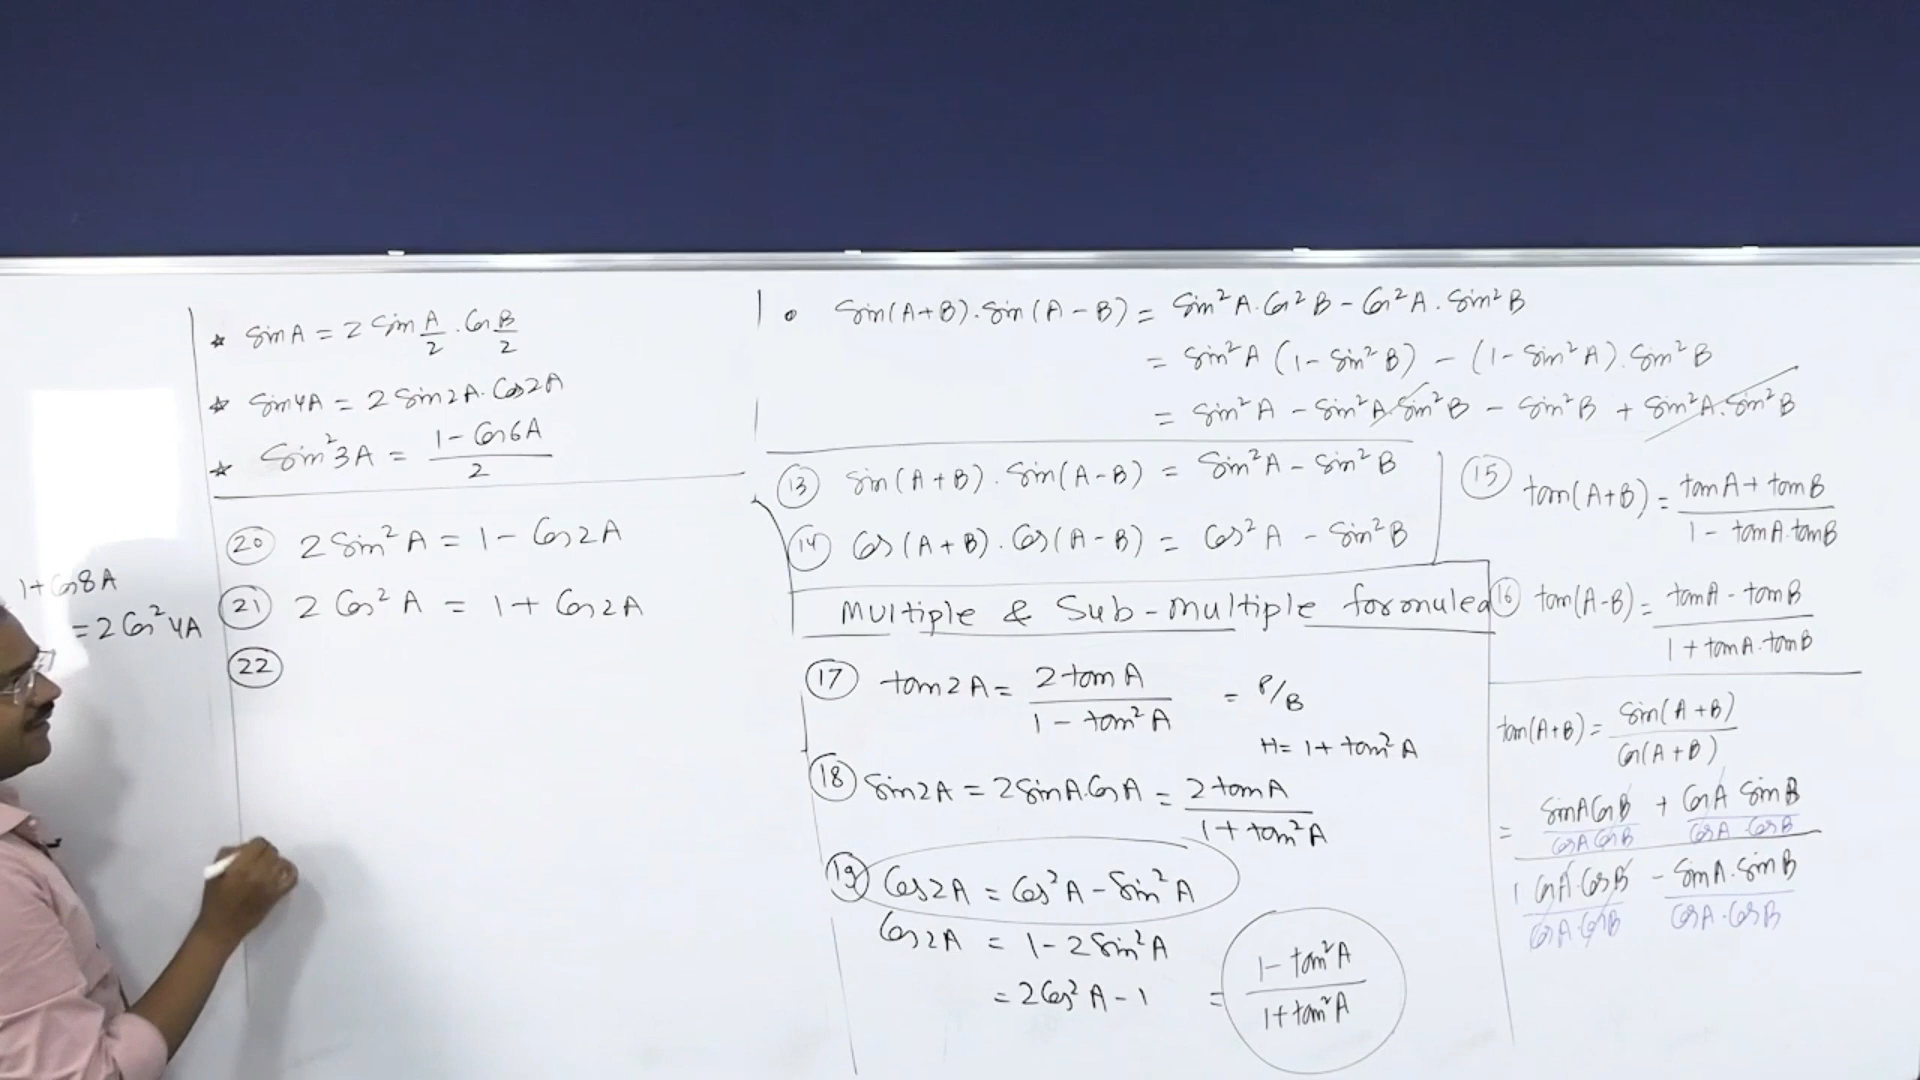 1+Cos8A
=2Cos²4A
☆ SinA = 2 Sin A/2 . Cos B/2
☆ Sin4A = 2 Sin2A.Cos2A
☆ Sin²3A = (1 - Cos6A)/2
(20) 2 Sin²A = 1 - Cos2A
(21) 2 Cos²A = 1 + Cos2A
(22)
• Sin(A+B).Sin(A-B) = Sin²A.Cos²B - Cos²A.Sin²B
= Sin²A (1 - Sin²B) - (1 - Sin²A).Sin²B
= Sin²A - Sin²A.Sin²B - Sin²B + Sin²A.Sin²B
(13) Sin(A+B).Sin(A-B) = Sin²A - Sin²B
(14) Cos(A+B).Cos(A-B) = Cos²A - Sin²B
Multiple & Sub-multiple formulea
(17) tan2A = 2tanA/(1 - tan²A) = P/B
H = 1 + tan²A
(18) Sin2A = 2SinA.CosA = 2tanA/(1 + tan²A)
(19) Cos2A = Cos²A - Sin²A
Cos2A = 1 - 2Sin²A
= 2Cos²A - 1 = (1 - tan²A)/(1 + tan²A)
(15) tan(A+B) = (tanA + tanB)/(1 - tanA.tanB)
(16) tan(A-B) = (tanA - tanB)/(1 + tanA.tanB)
tan(A+B) = Sin(A+B)/Cos(A+B)
= SinACosB/CosACosB + CosA SinB/CosA CosB
1 CosA.CosB/CosA.CosB - SinA.SinB/CosA.CosB